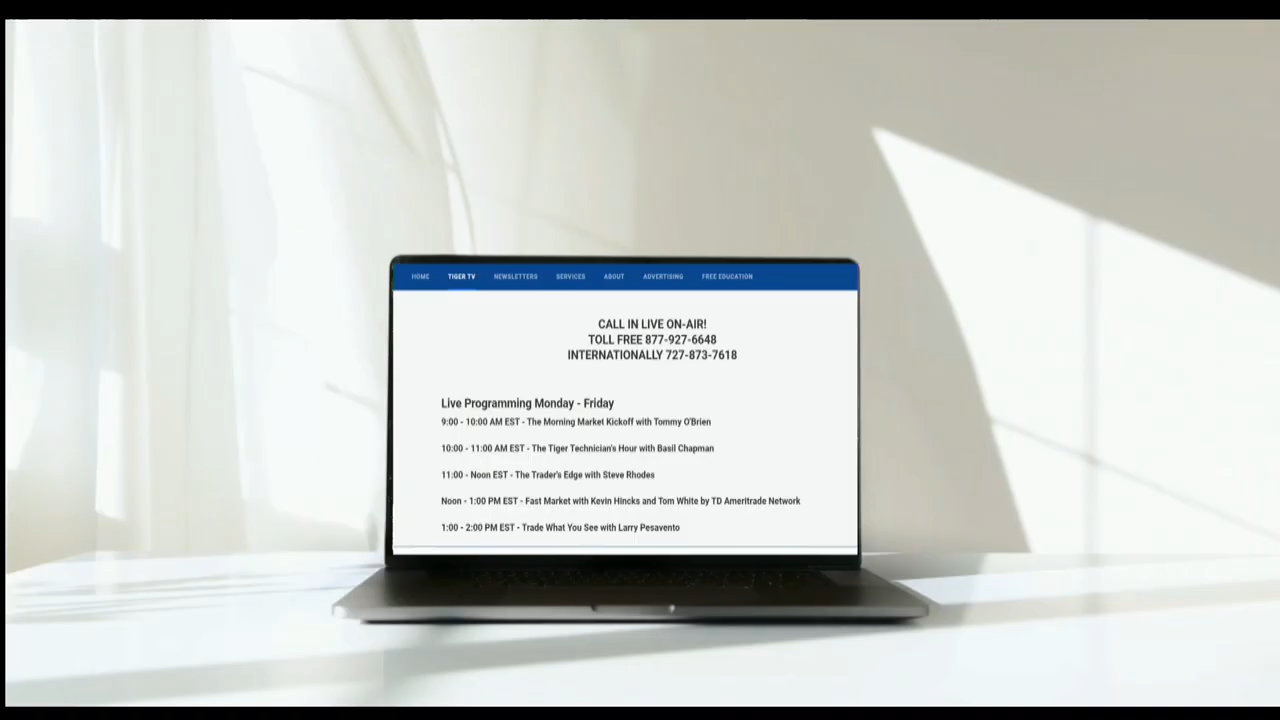 HOME TIGER TV NEWSLETTERS SERVICES ABOUT ADVERTISING FREE EDUCATION
CALL IN LIVE ON-AIR!
TOLL FREE 877-927-6648
INTERNATIONALLY 727-873-7618
Live Programming Monday - Friday
9:00 - 10:00 AM EST - The Morning Market Kickoff with Tommy O'Brien
10:00 - 11:00 AM EST - The Tiger Technician's Hour with Basil Chapman
11:00 - Noon EST - The Trader's Edge with Steve Rhodes
Noon - 1:00 PM EST - Fast Market with Kevin Hincks and Tom White by TD Ameritrade Network
1:00 - 2:00 PM EST - Trade What You See with Larry Pesavento